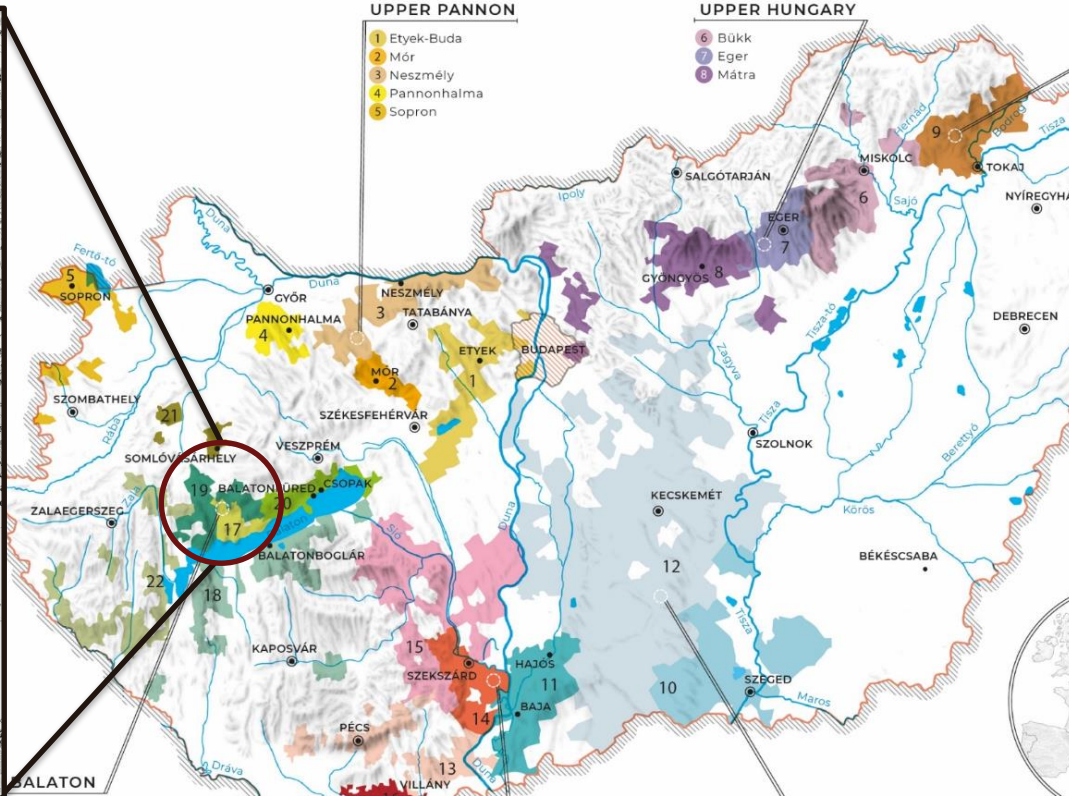 UPPER PANNON
1 Etyek-Buda
2 Mór
3 Neszmély
4 Pannonhalma
5 Sopron
UPPER HUNGARY
6 Bükk
7 Eger
8 Mátra
9
Hernád
Bodrog
Tisza
MISKOLC
TOKAJ
SALGÓTARJÁN
Ipoly
6
Sajó
NYÍREGYHÁ
Duna
EGER
7
Fertő-tó
5
SOPRON
Duna
NESZMÉLY
8
GYÖNGYÖS
GYŐR
3
TATABÁNYA
PANNONHALMA
4
Tisza-tó
DEBRECEN
ETYEK
BUDAPEST
Zagyva
MÓR
2
1
SZOMBATHELY
Rába
21
SZÉKESFEHÉRVÁR
Tisza
SZOLNOK
Berettyó
SOMLÓVÁSÁRHELY
VESZPRÉM
19
BALATONFÜRED
CSOPAK
20
ZALAEGERSZEG
Zala
17
Balaton
Sió
Duna
KECSKEMÉT
Körös
BALATONBOGLÁR
BÉKÉSCSABA
22
18
12
Tisza
KAPOSVÁR
15
SZEKSZÁRD
HAJÓS
11
10
SZEGED
Maros
14
BAJA
PÉCS
13
Dráva
Duna
BALATON
VILLÁNY